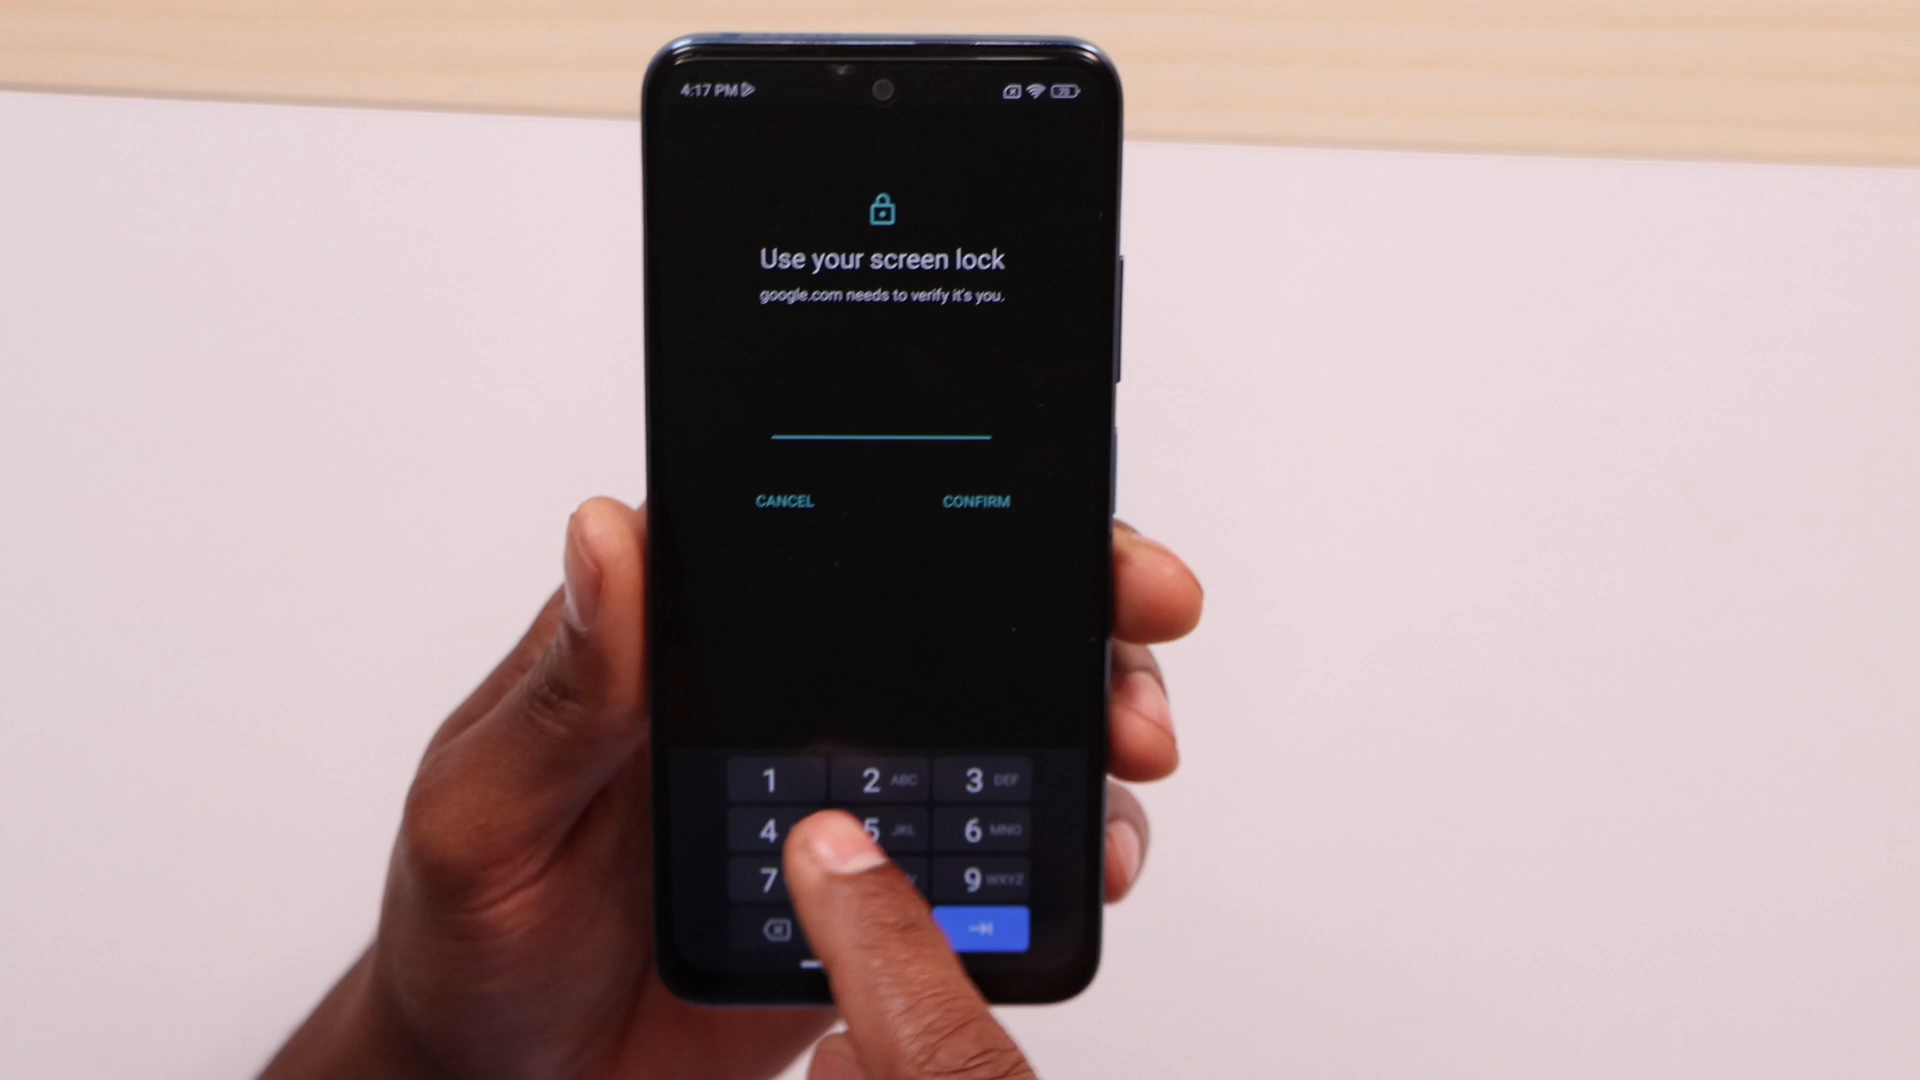 4:17 PM
70
Use your screen lock
google.com needs to verify it's you.
CANCEL CONFIRM
1 2 ABC 3 DEF
4 5 JKL 6 MNO
7 9 WXYZ